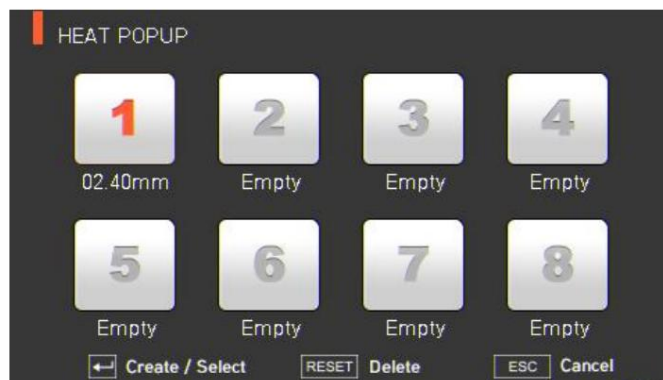 HEAT POPUP
1 2 3 4
02.40mm Empty Empty Empty
5 6 7 8
Empty Empty Empty Empty
↵ Create / Select RESET Delete ESC Cancel